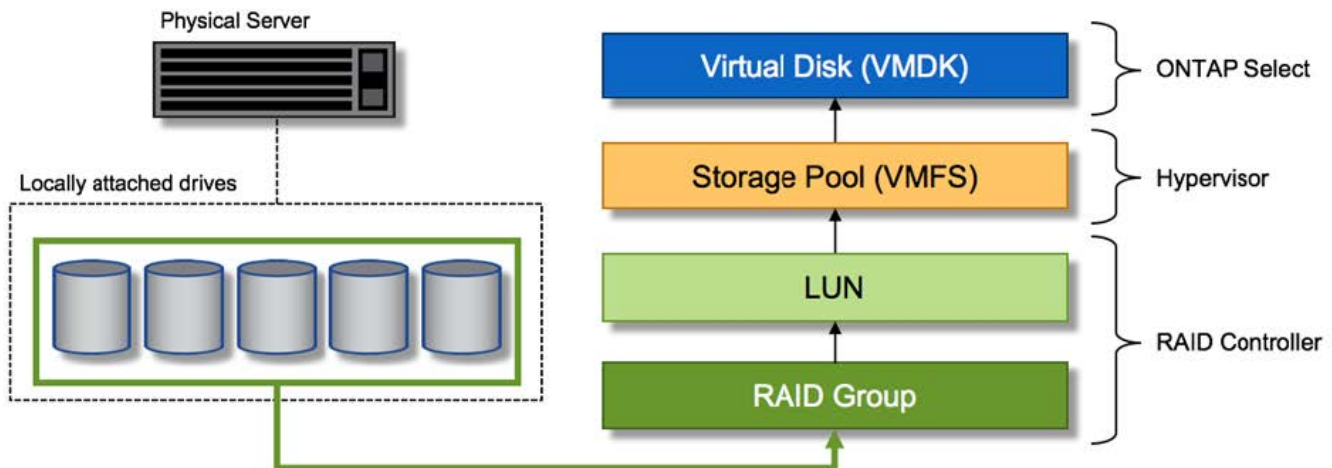 Physical Server
Locally attached drives
Virtual Disk (VMDK)
ONTAP Select
Storage Pool (VMFS)
Hypervisor
LUN
RAID Controller
RAID Group